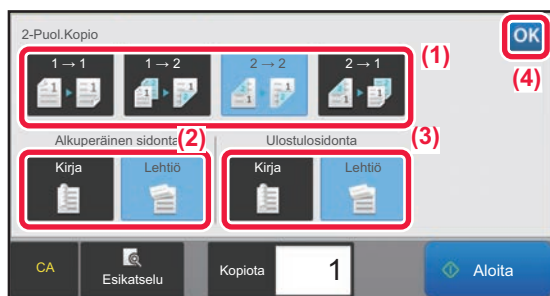 2-Puol.Kopio
OK
1 → 1
1 → 2
2 → 2
2 → 1
(1)
(4)
Alkuperäinen sidonta
(2)
Ulostulosidonta
(3)
Kirja
Lehtiö
Kirja
Lehtiö
CA
Esikatselu
Kopiota
1
Aloita